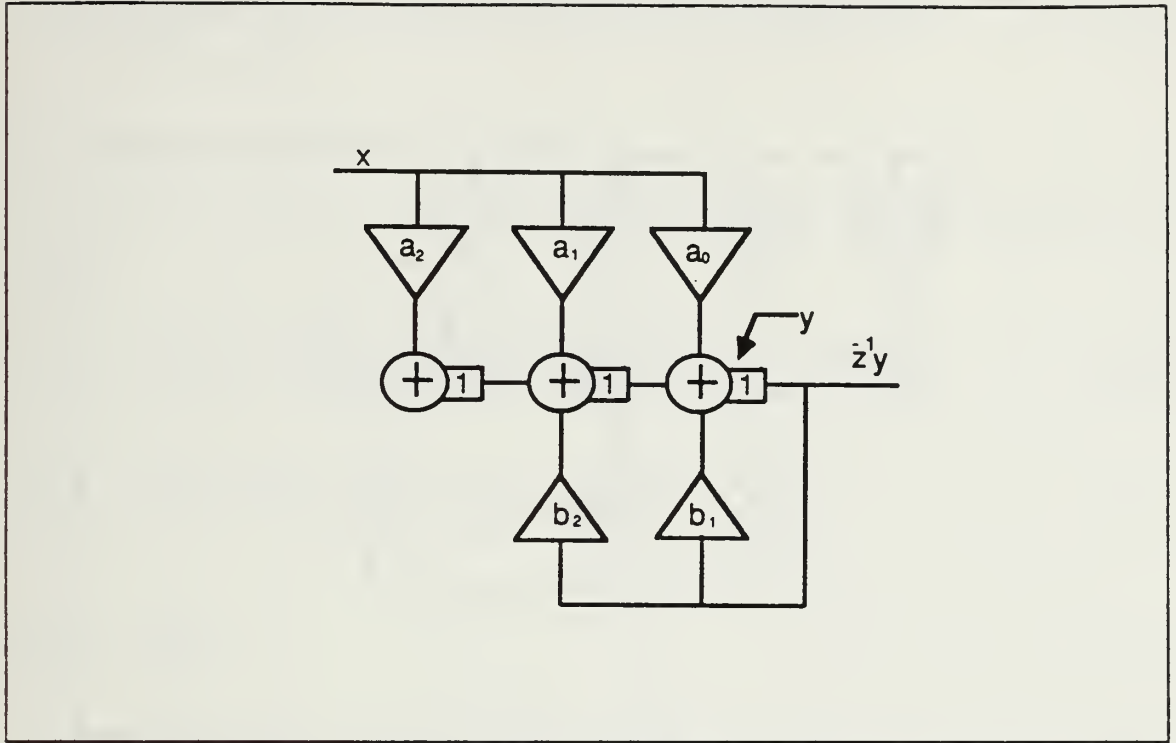 x
a₂ a₁ a₀
y
z̄¹y
+ 1 + 1 + 1
b₂ b₁